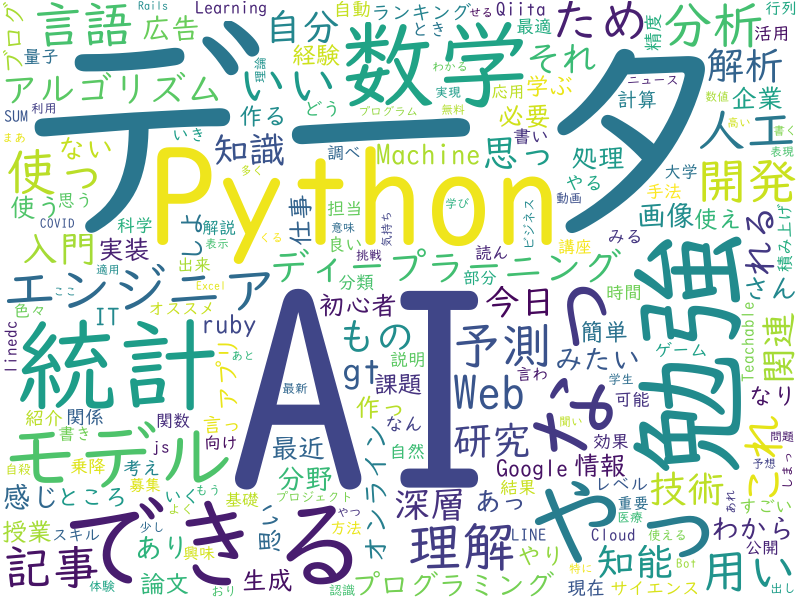 データ
AI
Python
数学
勉強
統計
モデル
できる
やっ
なっ
言語
広告
自分
ため
分析
解析
人工
開発
いい
それ
アルゴリズム
知識
Machine
Learning
使っ
使う
ない
作る
どう
思っ
必要
学ぶ
経験
ランキング
Qiita
最適
とき
自動
せる
Rails
量子
ブログ
理論
わかる
実現
応用
プログラム
無料
ニュース
精度
活用
行列
数値
高い
書く
表現
大学
手法
計算
企業
処理
やる
書い
調べ
いき
利用
SUM
まあ
COVID
思う
科学
解説
表示
多く
学び
担当
意味
良い
気持ち
挑戦
読ん
ビジネス
動画
講座
みる
画像
使え
される
積み上げ
入門
実装
しよ
仕事
くる
出来
適用
ここ
Excel
エンジニア
ディープラーニング
分類
部分
時間
さん
関連
Teachable
色々
オススメ
IT
ruby
初心者
今日
もの
予測
簡単
みたい
ゲーム
linedc
アプリ
言っ
あと
最新
gt
課題
説明
Web
言わ
学生
可能
なり
これ
紹介
関係
関数
向け
作っ
なん
研究
効果
聞い
問題
予想
しまっ
js
書き
最近
オンライン
自然
Google
情報
自殺
乗降
考え
分野
深層
あっ
結果
レベル
技術
すごい
あれ
感じ
ところ
募集
いく
もう
よく
基礎
プロジェクト
やつ
重要
医療
わから
授業
スキル
あり
思い
少し
方法
理解
LINE
Cloud
使える
公開
記事
興味
論文
生成
体験
おり
認識
プログラミング
やり
特に
現在
知能
サイエンス
Bot
用い
出し